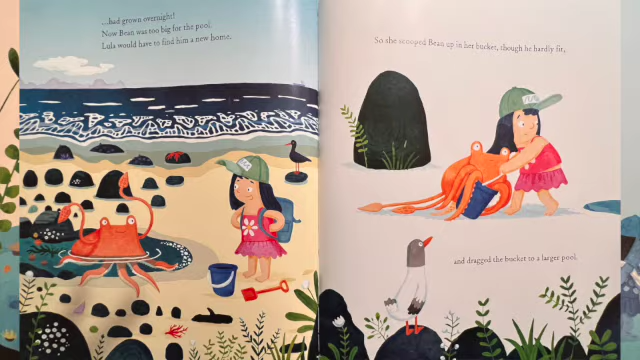 ...had grown overnight!
Now Bean was too big for the pool.
Lula would have to find him a new home.
So she scooped Bean up in her bucket, though he hardly fit,
and dragged the bucket to a larger pool.